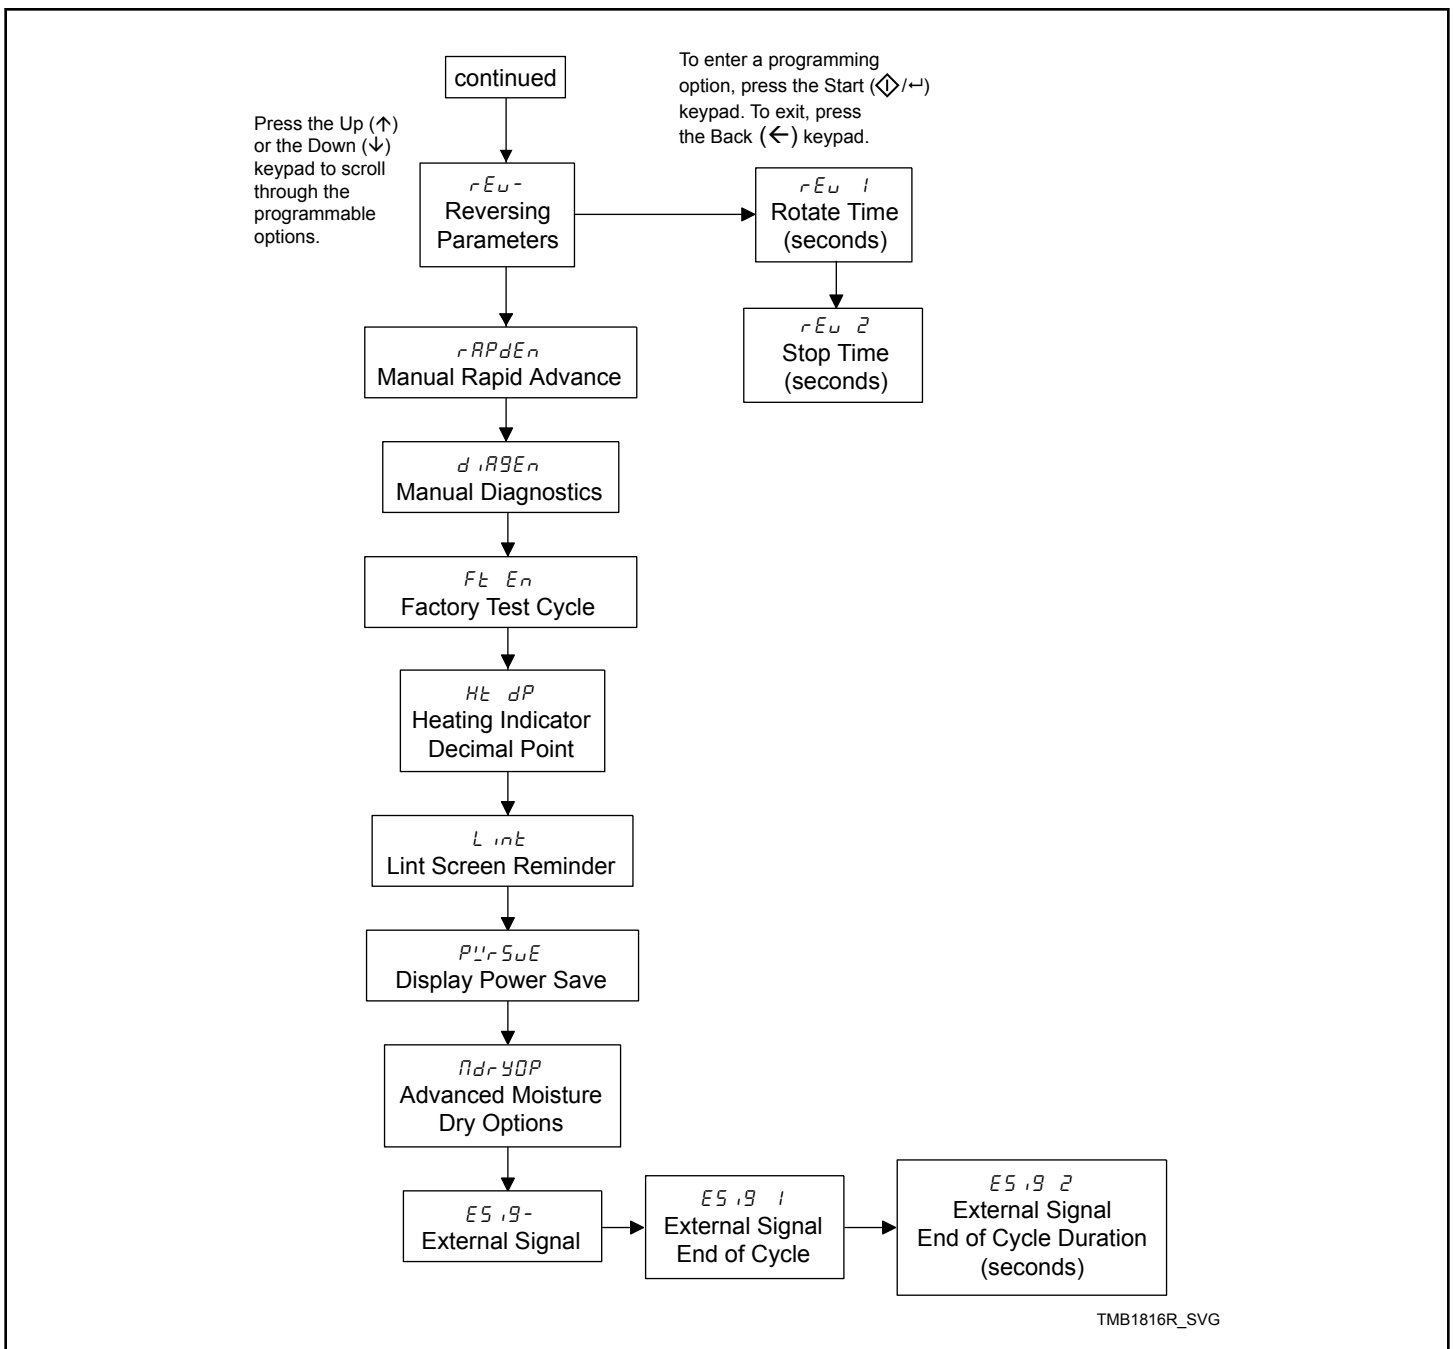 continued
To enter a programming
option, press the Start (/↵)
keypad. To exit, press
the Back (←) keypad.
Press the Up (↑)
or the Down (↓)
keypad to scroll
through the
programmable
options.
rEv-
Reversing
Parameters
rEv 1
Rotate Time
(seconds)
rEv 2
Stop Time
(seconds)
rAPdEn
Manual Rapid Advance
diAgEn
Manual Diagnostics
Ft En
Factory Test Cycle
Ht dP
Heating Indicator
Decimal Point
Lint
Lint Screen Reminder
PWrSvE
Display Power Save
MdryOP
Advanced Moisture
Dry Options
ESig-
External Signal
ESig 1
External Signal
End of Cycle
ESig 2
External Signal
End of Cycle Duration
(seconds)
TMB1816R_SVG